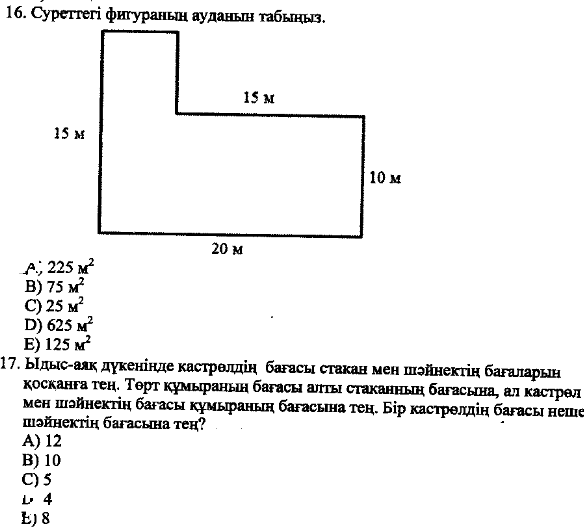 16. Суреттегі фигураның ауданын табыңыз.
15 м
15 м
10 м
20 м
A) 225 м²
B) 75 м²
C) 25 м²
D) 625 м²
E) 125 м²
17. Ыдыс-аяқ дүкенінде кастрөлдің бағасы стакан мен шәйнектің бағаларын
қосқанға тең. Төрт құмыраның бағасы алты стаканның бағасына, ал кастрөл
мен шәйнектің бағасы құмыраның бағасына тең. Бір кастрөлдің бағасы неше
шәйнектің бағасына тең?
A) 12
B) 10
C) 5
D 4
E) 8